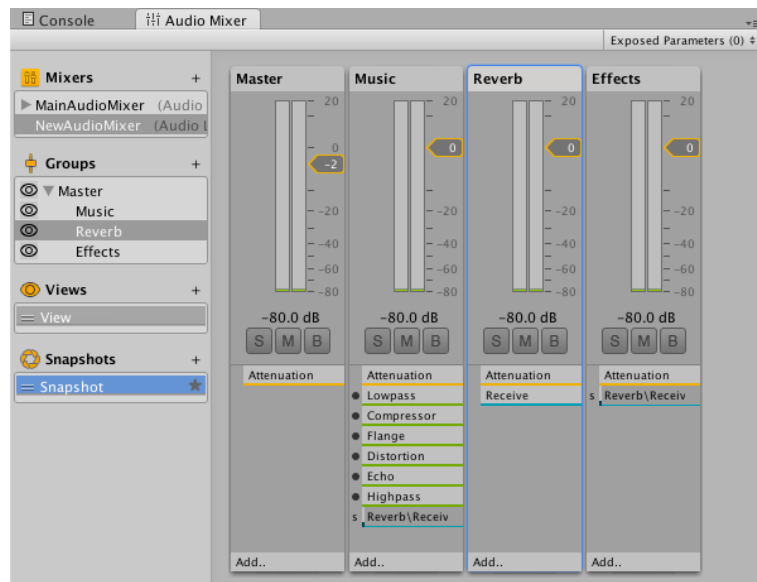 Console
Audio Mixer
Exposed Parameters (0)
Mixers +
MainAudioMixer (Audio
NewAudioMixer (Audio L
Groups +
Master
Music
Reverb
Effects
Views +
View
Snapshots +
Snapshot
Master
20
0
-2
-20
-40
-60
-80
-80.0 dB
S M B
Attenuation
Add..
Music
20
0
-20
-40
-60
-80
-80.0 dB
S M B
Attenuation
Lowpass
Compressor
Flange
Distortion
Echo
Highpass
s Reverb\Receiv
Add..
Reverb
20
0
-20
-40
-60
-80
-80.0 dB
S M B
Attenuation
Receive
Add..
Effects
20
0
-20
-40
-60
-80
-80.0 dB
S M B
Attenuation
s Reverb\Receiv
Add..